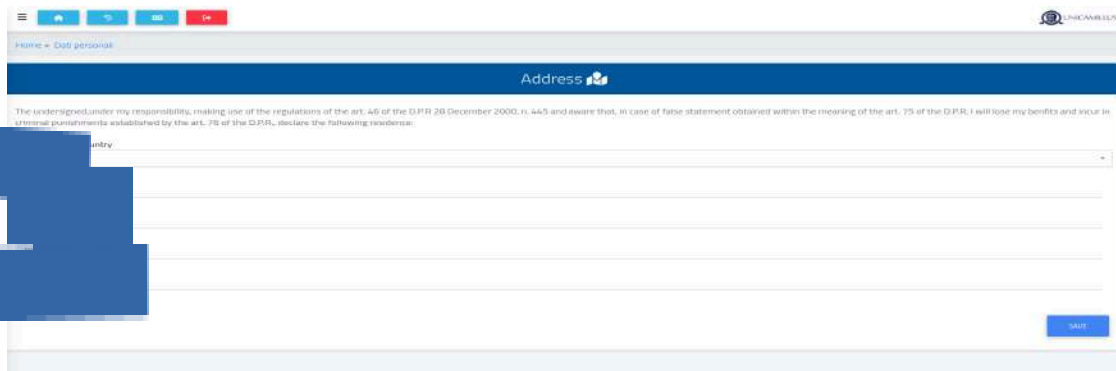 UNICAMILLUS
Home » Dati personali
Address
The undersigned,under my responsibility, making use of the regulations of the art. 46 of the D.P.R 28 December 2000, n. 445 and aware that, in case of false statement obtained within the meaning of the art. 75 of the D.P.R, I will lose my benfits and incur in
criminal punishments established by the art. 76 of the D.P.R., declare the following residence:
untry
SAVE